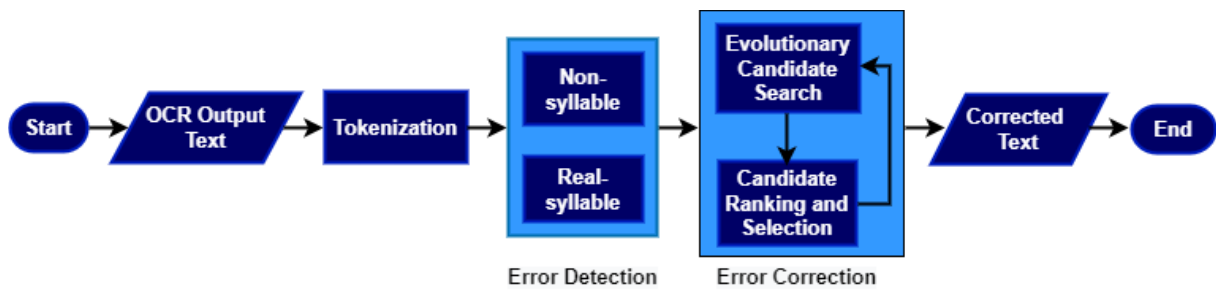 Start
OCR Output
Text
Tokenization
Non-
syllable
Real-
syllable
Error Detection
Evolutionary
Candidate
Search
Candidate
Ranking and
Selection
Error Correction
Corrected
Text
End